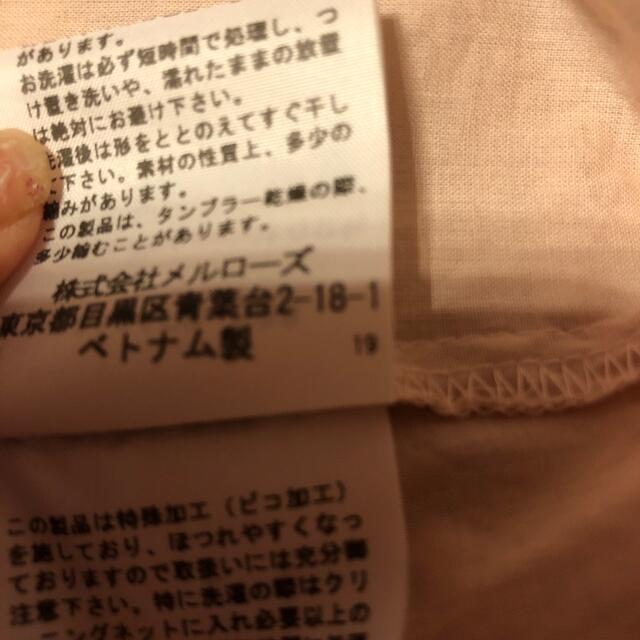 があります。
お洗濯は必ず短時間で処理し、つ
け置き洗いや、濡れたままの放置
は絶対にお避け下さい。
洗濯後は形をととのえてすぐ干し
下さい。素材の性質上、多少の
縮みがあります。
この製品は、タンブラー乾燥の際、
多少縮むことがあります。
株式会社メルローズ
東京都目黒区青葉台2-18-1
ベトナム製 19
この製品は特殊加工（ピコ加工）
を施しており、ほつれやすくなっ
ておりますので取扱いには充分御
注意下さい。特に洗濯の際はクリ
ーニングネットに入れ必要以上の